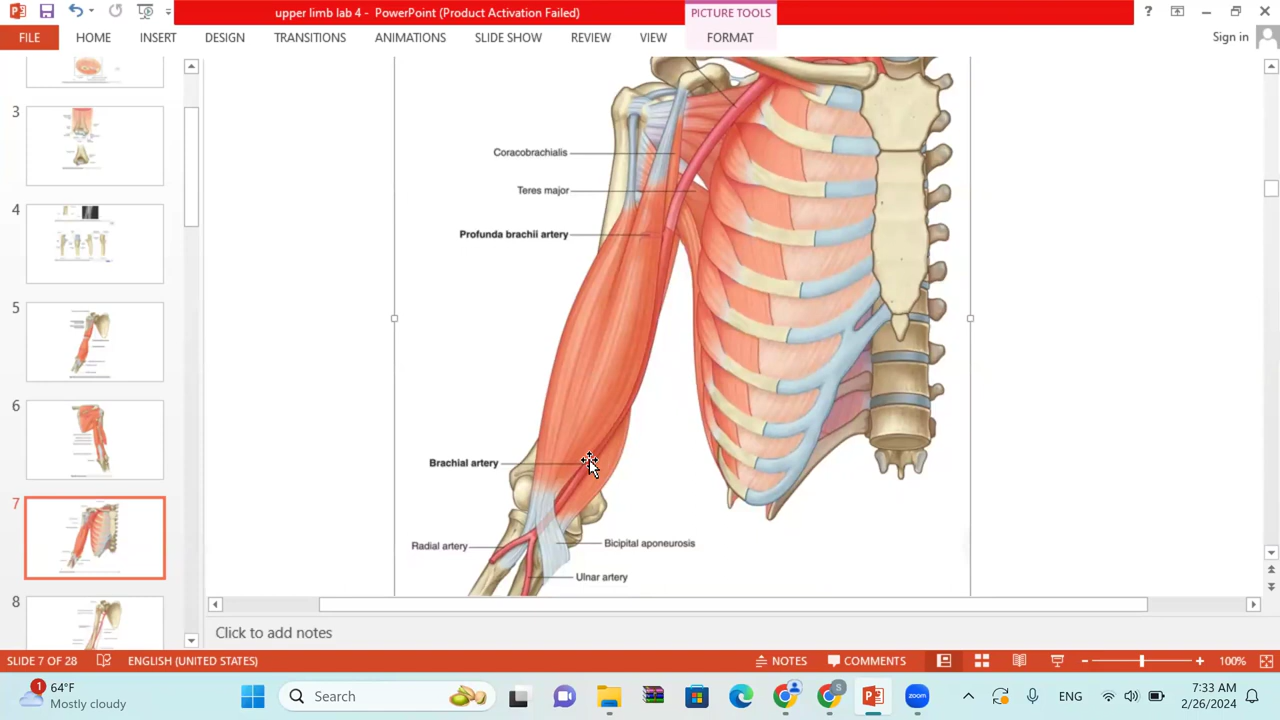 upper limb lab 4 - PowerPoint (Product Activation Failed)
PICTURE TOOLS
?
FILE
HOME
INSERT
DESIGN
TRANSITIONS
ANIMATIONS
SLIDE SHOW
REVIEW
VIEW
FORMAT
Sign in
3
4
5
6
7
8
Coracobrachialis
Teres major
Profunda brachii artery
Brachial artery
Radial artery
Bicipital aponeurosis
Ulnar artery
Click to add notes
SLIDE 7 OF 28
ENGLISH (UNITED STATES)
NOTES
COMMENTS
100%
1
64°F
Mostly cloudy
Search
S
ENG
zoom
7:33 AM
2/26/2024